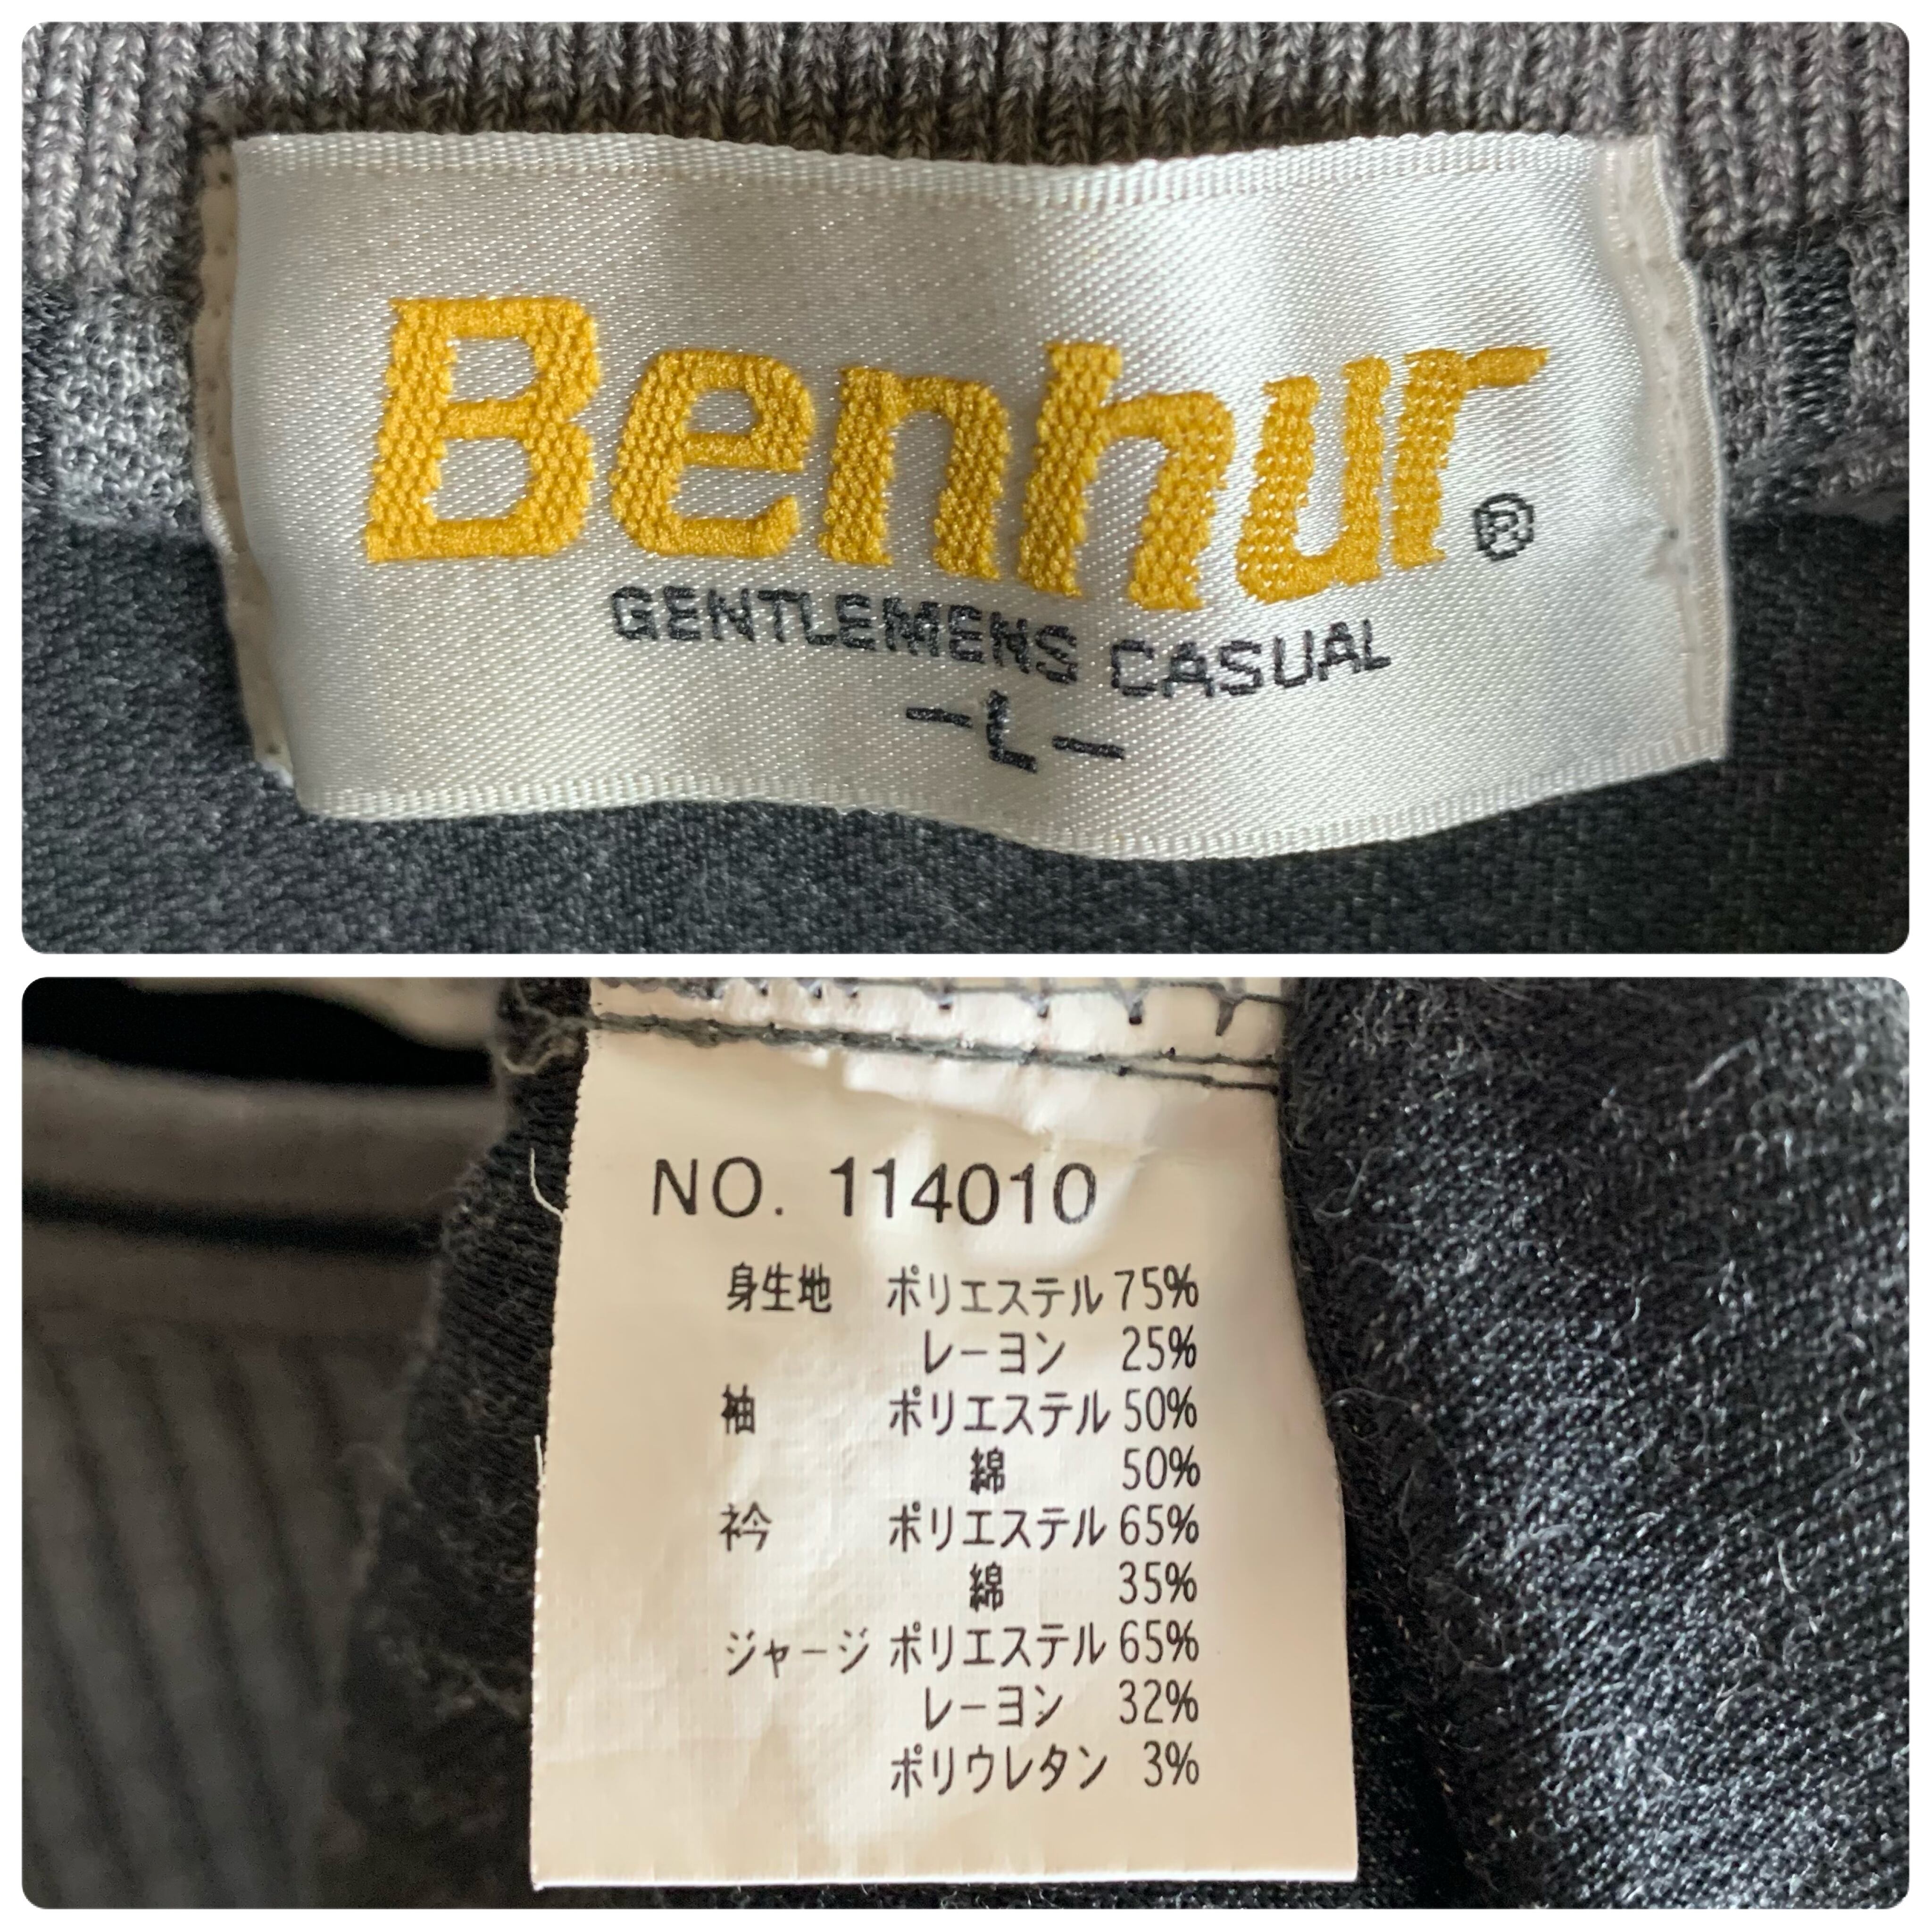 Benhur®
GENTLEMENS CASUAL
-L-
NO. 114010
身生地 ポリエステル 75%
レーヨン 25%
袖 ポリエステル 50%
綿 50%
衿 ポリエステル 65%
綿 35%
ジャージ ポリエステル 65%
レーヨン 32%
ポリウレタン 3%